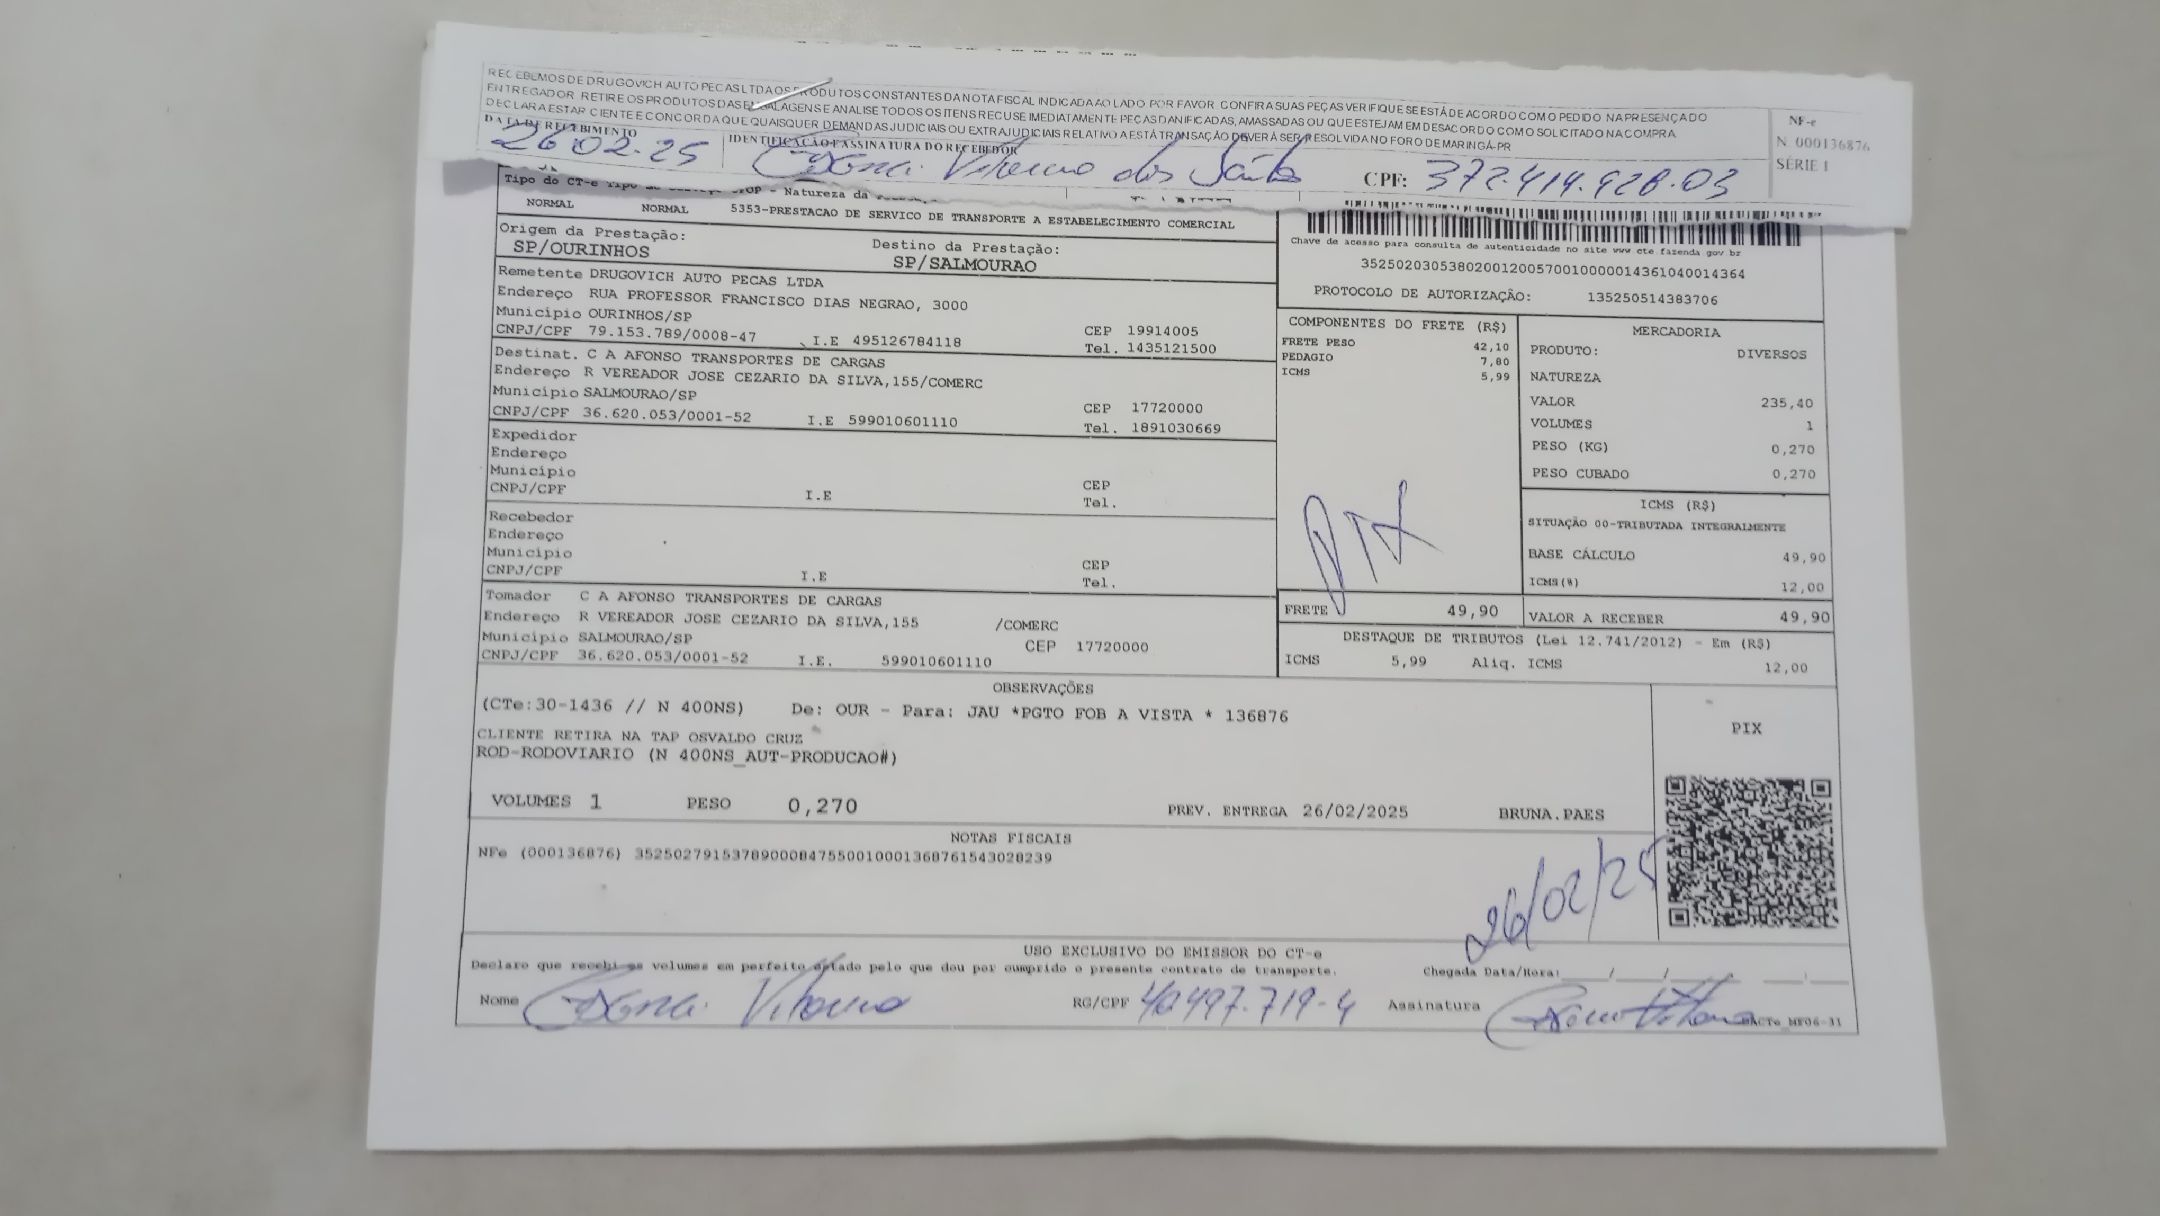 RECEBEMOS DE DRUGOVICH AUTO PECAS LTDA OS PRODUTOS CONSTANTES DA NOTA FISCAL INDICADA AO LADO POR FAVOR CONFIRA SUAS PEÇAS VERIFIQUE SE ESTÁ DE ACORDO COM O PEDIDO NA PRESENÇA DO
ENTREGADOR RETIRE OS PRODUTOS DAS EMBALAGENS E ANALISE TODOS OS ITENS RECUSE IMEDIATAMENTE PEÇAS DANIFICADAS, AMASSADAS OU QUE ESTEJAM EM DESACORDO COM O SOLICITADO NA COMPRA
DECLARA ESTAR CIENTE E CONCORDA QUE QUAISQUER DEMANDAS JUDICIAIS OU EXTRAJUDICIAIS RELATIVO A ESTÁ TRANSAÇÃO DEVERÁ SER RESOLVIDA NO FORO DE MARINGÁ-PR
NF-e
N 000136876
SÉRIE 1
DATA DE RECEBIMENTO IDENTIFICAÇÃO E ASSINATURA DO RECEBEDOR
26 02.25 Vitorino dos Santos CPF: 372.414.928.03
Tipo do CT-e Natureza da
NORMAL NORMAL 5353-PRESTACAO DE SERVICO DE TRANSPORTE A ESTABELECIMENTO COMERCIAL
Chave de acesso para consulta de autenticidade no site www cte fazenda gov br
35250203053802001200570010000014361040014364
PROTOCOLO DE AUTORIZAÇÃO: 135250514383706
Origem da Prestação: Destino da Prestação:
SP/OURINHOS SP/SALMOURAO
Remetente DRUGOVICH AUTO PECAS LTDA
Endereço RUA PROFESSOR FRANCISCO DIAS NEGRAO, 3000
Município OURINHOS/SP CEP 19914005
CNPJ/CPF 79.153.789/0008-47 I.E 495126784118 Tel. 1435121500
Destinat. C A AFONSO TRANSPORTES DE CARGAS
Endereço R VEREADOR JOSE CEZARIO DA SILVA,155/COMERC
Município SALMOURAO/SP CEP 17720000
CNPJ/CPF 36.620.053/0001-52 I.E 599010601110 Tel. 1891030669
Expedidor
Endereço
Município CEP
CNPJ/CPF I.E Tel.
Recebedor
Endereço
Município CEP
CNPJ/CPF I.E Tel.
Tomador C A AFONSO TRANSPORTES DE CARGAS
Endereço R VEREADOR JOSE CEZARIO DA SILVA,155 /COMERC
Município SALMOURAO/SP CEP 17720000
CNPJ/CPF 36.620.053/0001-52 I.E. 599010601110
COMPONENTES DO FRETE (R$)
FRETE PESO 42,10
PEDAGIO 7,80
ICMS 5,99
PIX
FRETE 49,90
MERCADORIA
PRODUTO: DIVERSOS
NATUREZA
VALOR 235,40
VOLUMES 1
PESO (KG) 0,270
PESO CUBADO 0,270
ICMS (R$)
SITUAÇÃO 00-TRIBUTADA INTEGRALMENTE
BASE CÁLCULO 49,90
ICMS(%) 12,00
VALOR A RECEBER 49,90
DESTAQUE DE TRIBUTOS (Lei 12.741/2012) - Em (R$)
ICMS 5,99 Aliq. ICMS 12,00
OBSERVAÇÕES
(CTe:30-1436 // N 400NS) De: OUR - Para: JAU *PGTO FOB A VISTA * 136876
CLIENTE RETIRA NA TAP OSVALDO CRUZ
ROD-RODOVIARIO (N 400NS_AUT-PRODUCAO#)
PIX
VOLUMES 1 PESO 0,270 PREV. ENTREGA 26/02/2025 BRUNA.PAES
NOTAS FISCAIS
NFe (000136876) 35250279153789000847550010001368761543028239
26/02/25
USO EXCLUSIVO DO EMISSOR DO CT-e
Declaro que recebi os volumes em perfeito estado pelo que dou por cumprido o presente contrato de transporte. Chegada Data/Hora: / /
Nome Vitorino RG/CPF 40497.719-4 Assinatura
DACTe_MF06-31